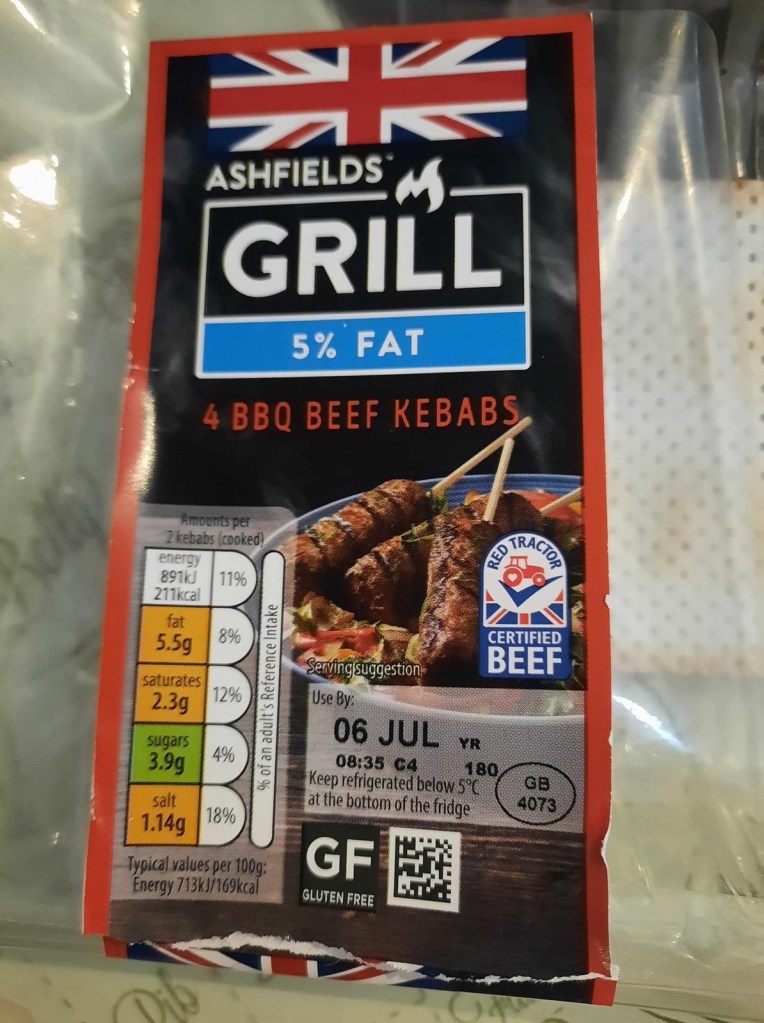 ASHFIELDS™
GRILL
5% FAT
4 BBQ BEEF KEBABS
Amounts per
2 kebabs (cooked)
energy
891kJ
211kcal
11%
fat
5.5g
8%
saturates
2.3g
12%
sugars
3.9g
4%
salt
1.14g
18%
% of an adult's Reference Intake
Typical values per 100g:
Energy 713kJ/169kcal
RED TRACTOR
CERTIFIED
BEEF
Serving suggestion
Use By:
06 JUL YR
08:35 C4 180
Keep refrigerated below 5°C
at the bottom of the fridge
GB
4073
GF
GLUTEN FREE